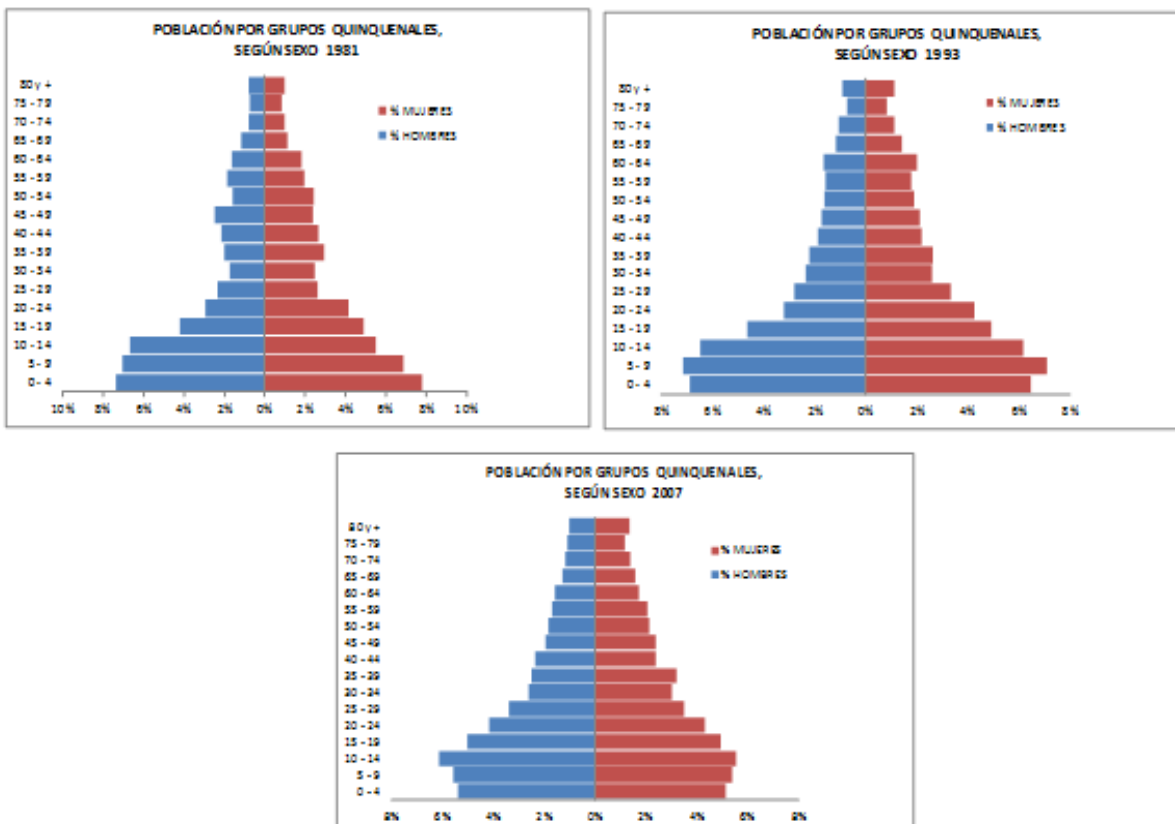 POBLACIÓN POR GRUPOS QUINQUENALES,
SEGÚN SEXO 1981
80 y +
75 - 79
70 - 74
65 - 69
60 - 64
55 - 59
50 - 54
45 - 49
40 - 44
35 - 39
30 - 34
25 - 29
20 - 24
15 - 19
10 - 14
5 - 9
0 - 4
% MUJERES
% HOMBRES
10% 8% 6% 4% 2% 0% 2% 4% 6% 8% 10%
POBLACIÓN POR GRUPOS QUINQUENALES,
SEGÚN SEXO 1993
80 y +
75 - 79
70 - 74
65 - 69
60 - 64
55 - 59
50 - 54
45 - 49
40 - 44
35 - 39
30 - 34
25 - 29
20 - 24
15 - 19
10 - 14
5 - 9
0 - 4
% MUJERES
% HOMBRES
8% 6% 4% 2% 0% 2% 4% 6% 8%
POBLACIÓN POR GRUPOS QUINQUENALES,
SEGÚN SEXO 2007
80 y +
75 - 79
70 - 74
65 - 69
60 - 64
55 - 59
50 - 54
45 - 49
40 - 44
35 - 39
30 - 34
25 - 29
20 - 24
15 - 19
10 - 14
5 - 9
0 - 4
% MUJERES
% HOMBRES
8% 6% 4% 2% 0% 2% 4% 6% 8%